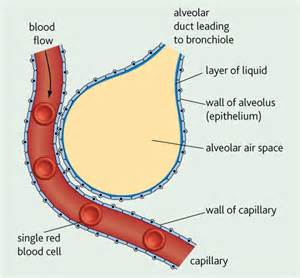 blood
flow
alveolar
duct leading
to bronchiole
layer of liquid
wall of alveolus
(epithelium)
alveolar air space
wall of capillary
single red
blood cell
capillary